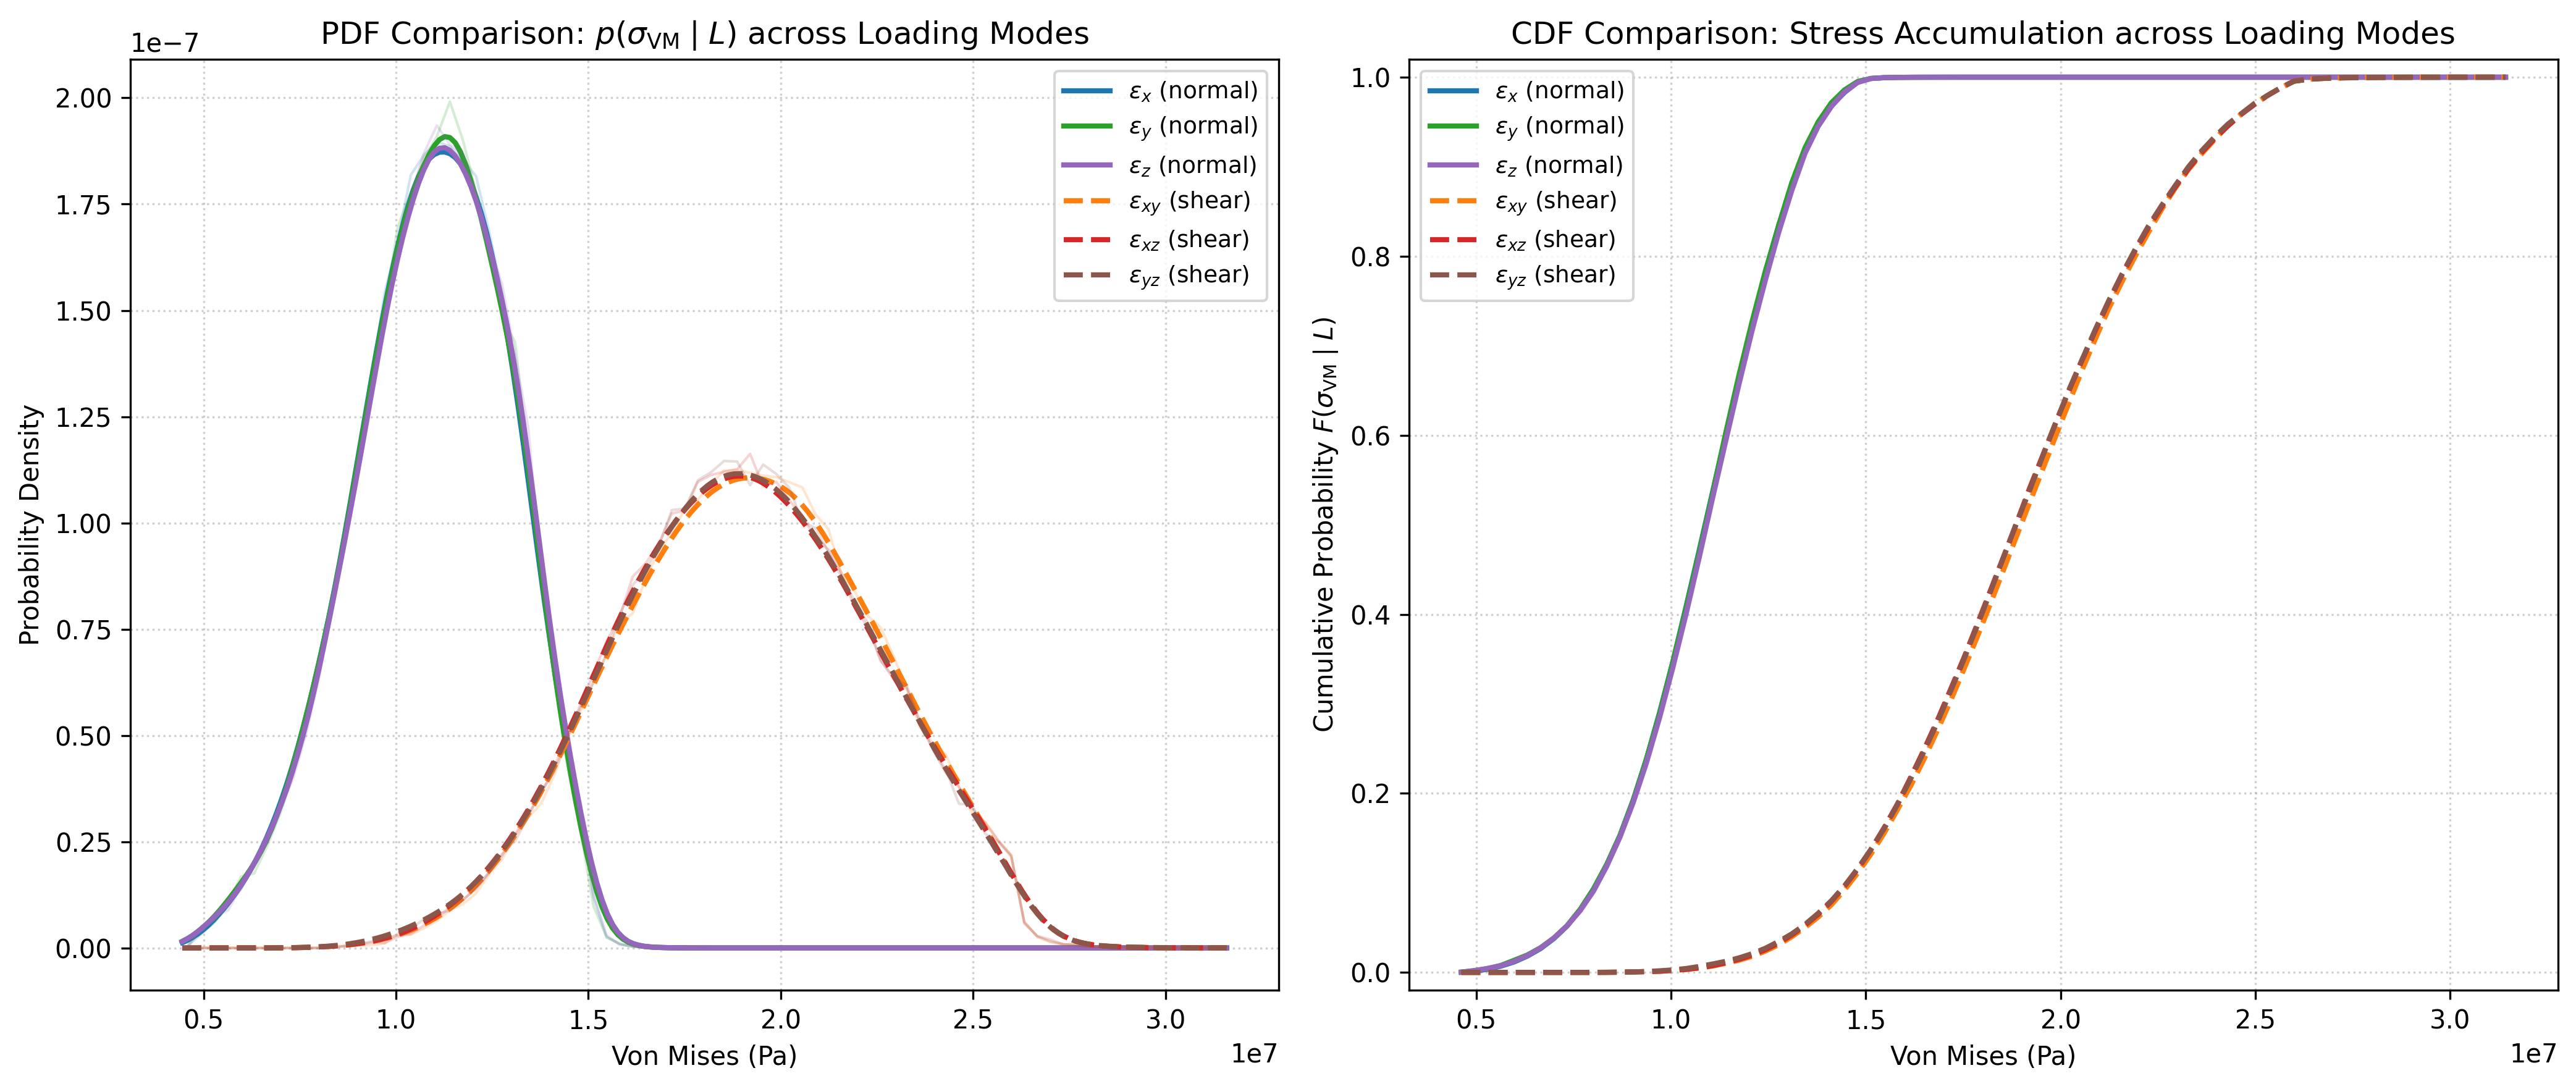 PDF Comparison: p(σ_VM | L) across Loading Modes
1e−7
2.00
1.75
1.50
1.25
1.00
0.75
0.50
0.25
0.00
Probability Density
ε_x (normal)
ε_y (normal)
ε_z (normal)
ε_xy (shear)
ε_xz (shear)
ε_yz (shear)
0.5 1.0 1.5 2.0 2.5 3.0
1e7
Von Mises (Pa)
CDF Comparison: Stress Accumulation across Loading Modes
1.0
0.8
0.6
0.4
0.2
0.0
Cumulative Probability F(σ_VM | L)
ε_x (normal)
ε_y (normal)
ε_z (normal)
ε_xy (shear)
ε_xz (shear)
ε_yz (shear)
0.5 1.0 1.5 2.0 2.5 3.0
1e7
Von Mises (Pa)